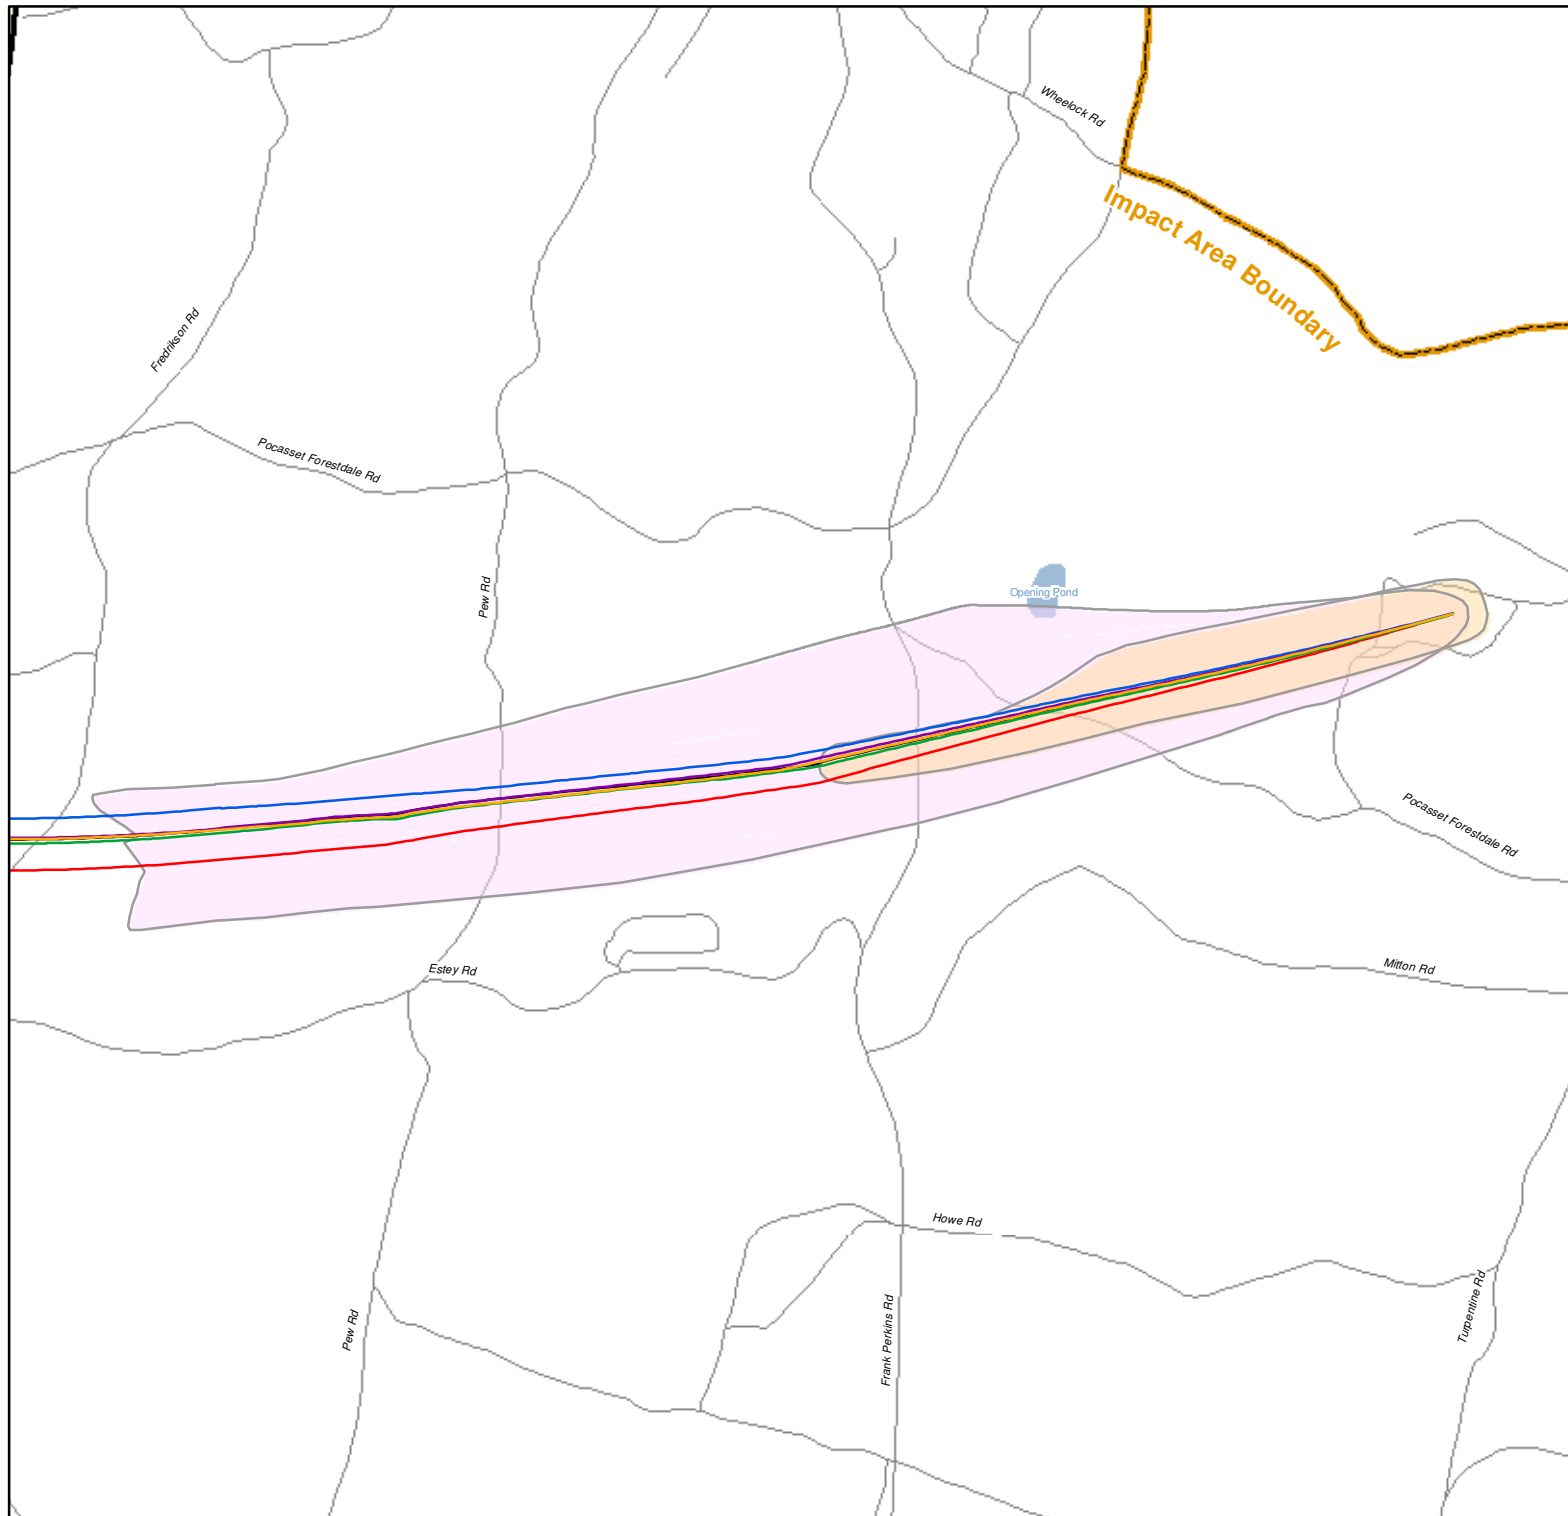 Wheelock Rd
Impact Area Boundary
Fredrikson Rd
Pocasset Forestdale Rd
Pew Rd
Opening Pond
Pocasset Forestdale Rd
Estey Rd
Mitton Rd
Howe Rd
Pew Rd
Frank Perkins Rd
Turpentine Rd